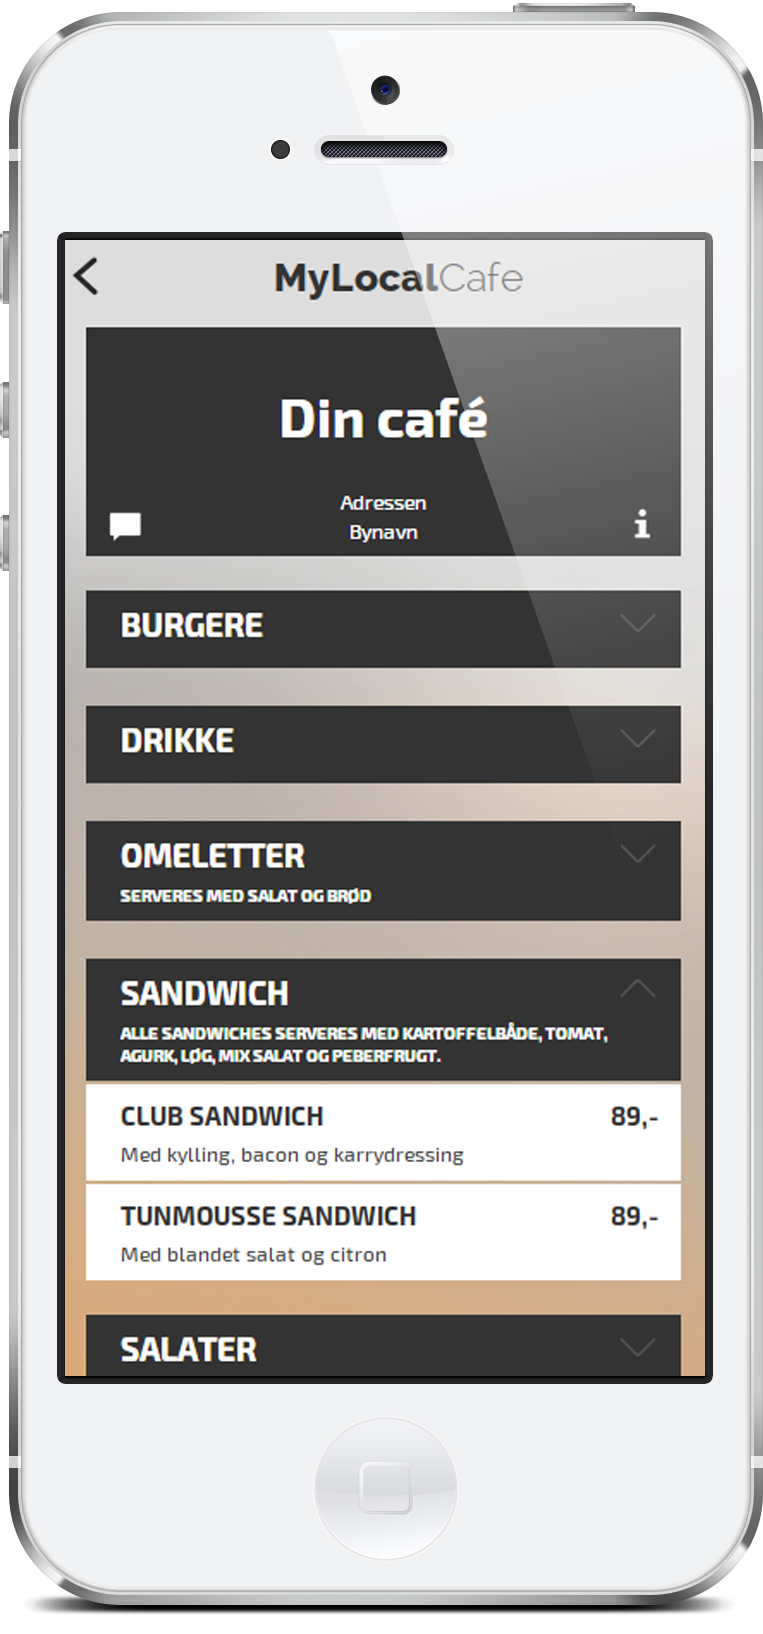 MyLocalCafe
Din café
Adressen
Bynavn
BURGERE
DRIKKE
OMELETTER
SERVERES MED SALAT OG BRØD
SANDWICH
ALLE SANDWICHES SERVERES MED KARTOFFELBÅDE, TOMAT,
AGURK, LØG, MIX SALAT OG PEBERFRUGT.
CLUB SANDWICH 89,-
Med kylling, bacon og karrydressing
TUNMOUSSE SANDWICH 89,-
Med blandet salat og citron
SALATER